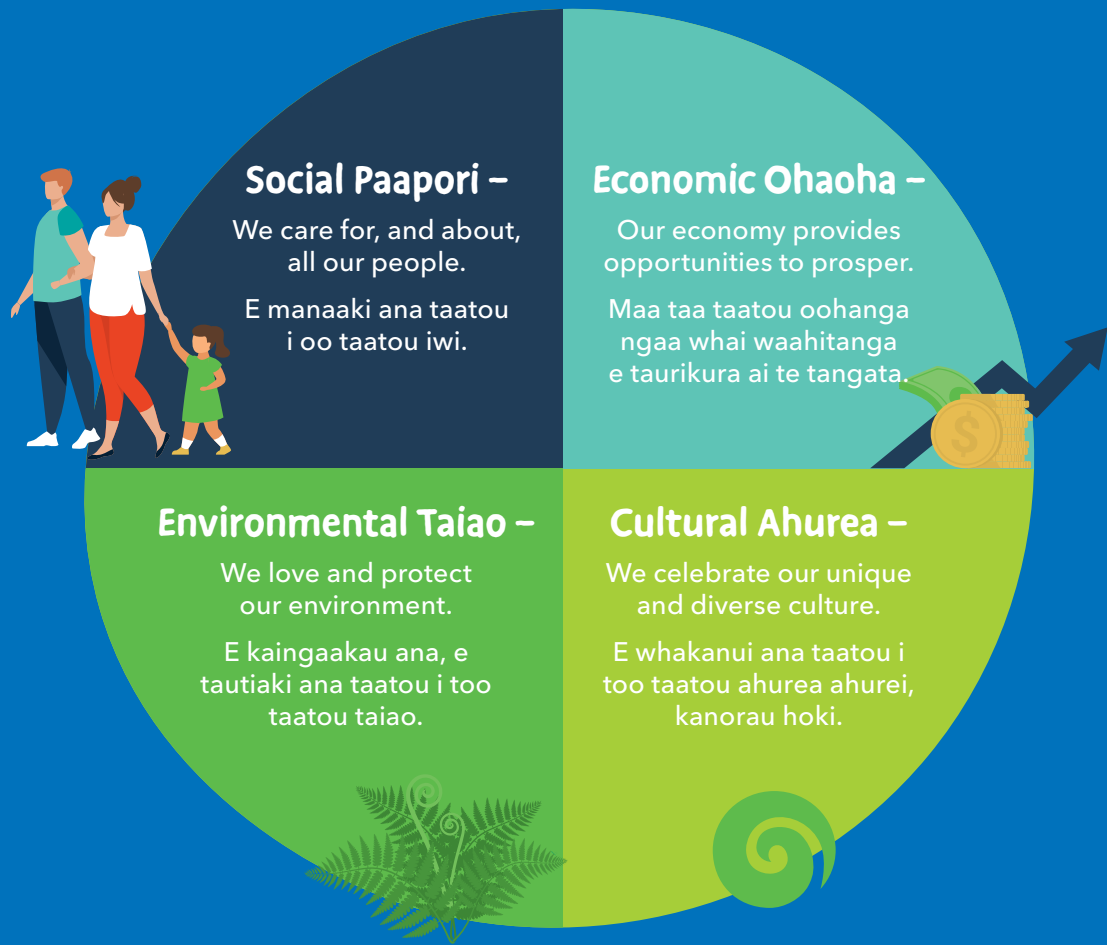 Social Paapori –
We care for, and about,
all our people.
E manaaki ana taatou
i oo taatou iwi.
Economic Ohaoha –
Our economy provides
opportunities to prosper.
Maa taa taatou oohanga
ngaa whai waahitanga
e taurikura ai te tangata.
$
Environmental Taiao –
We love and protect
our environment.
E kaingaakau ana, e
tautiaki ana taatou i too
taatou taiao.
Cultural Ahurea –
We celebrate our unique
and diverse culture.
E whakanui ana taatou i
too taatou ahurea ahurei,
kanorau hoki.